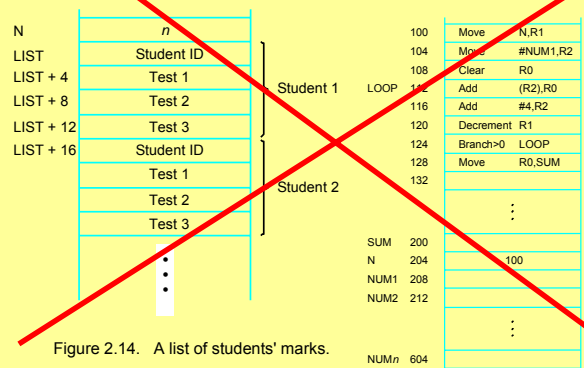 N n
LIST Student ID
LIST + 4 Test 1
LIST + 8 Test 2
LIST + 12 Test 3
LIST + 16 Student ID
Test 1
Test 2
Test 3
Student 1
Student 2
Figure 2.14. A list of students' marks.
100 Move N,R1
104 Move #NUM1,R2
108 Clear R0
LOOP 112 Add (R2),R0
116 Add #4,R2
120 Decrement R1
124 Branch>0 LOOP
128 Move R0,SUM
132
SUM 200
N 204 100
NUM1 208
NUM2 212
NUMn 604